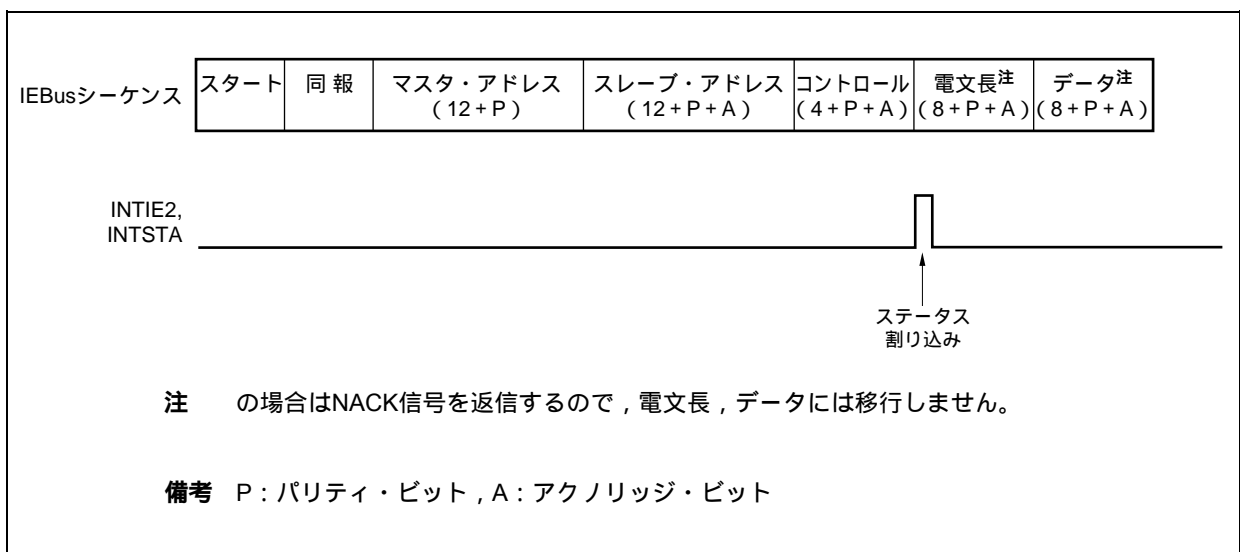 IEBusシーケンス
スタート 同 報 マスタ・アドレス スレーブ・アドレス コントロール 電文長注 データ注
(12+P) (12+P+A) (4+P+A) (8+P+A) (8+P+A)
INTIE2,
INTSTA
ステータス
割り込み
注 の場合はNACK信号を返信するので,電文長,データには移行しません。
備考 P:パリティ・ビット,A:アクノリッジ・ビット